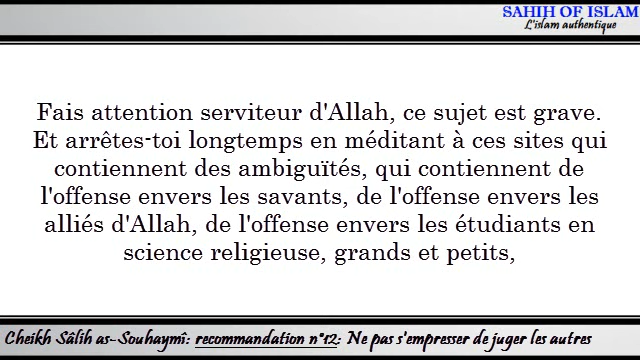 SAHIH OF ISLAM
L'islam authentique
Fais attention serviteur d'Allah, ce sujet est grave.
Et arrêtes-toi longtemps en méditant à ces sites qui
contiennent des ambiguïtés, qui contiennent de
l'offense envers les savants, de l'offense envers les
alliés d'Allah, de l'offense envers les étudiants en
science religieuse, grands et petits,
Cheikh Sâlih as-Souhaymî: recommandation n°12: Ne pas s'empresser de juger les autres